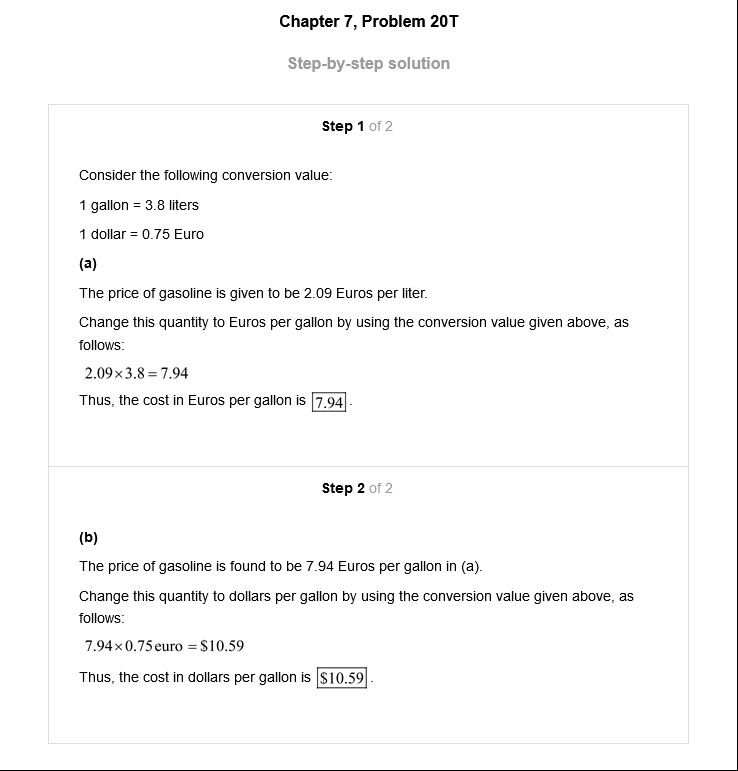 Chapter 7, Problem 20T
Step-by-step solution
Step 1 of 2
Consider the following conversion value:
1 gallon = 3.8 liters
1 dollar = 0.75 Euro
(a)
The price of gasoline is given to be 2.09 Euros per liter.
Change this quantity to Euros per gallon by using the conversion value given above, as
follows:
2.09×3.8 = 7.94
Thus, the cost in Euros per gallon is 7.94.
Step 2 of 2
(b)
The price of gasoline is found to be 7.94 Euros per gallon in (a).
Change this quantity to dollars per gallon by using the conversion value given above, as
follows:
7.94×0.75 euro = $10.59
Thus, the cost in dollars per gallon is $10.59.